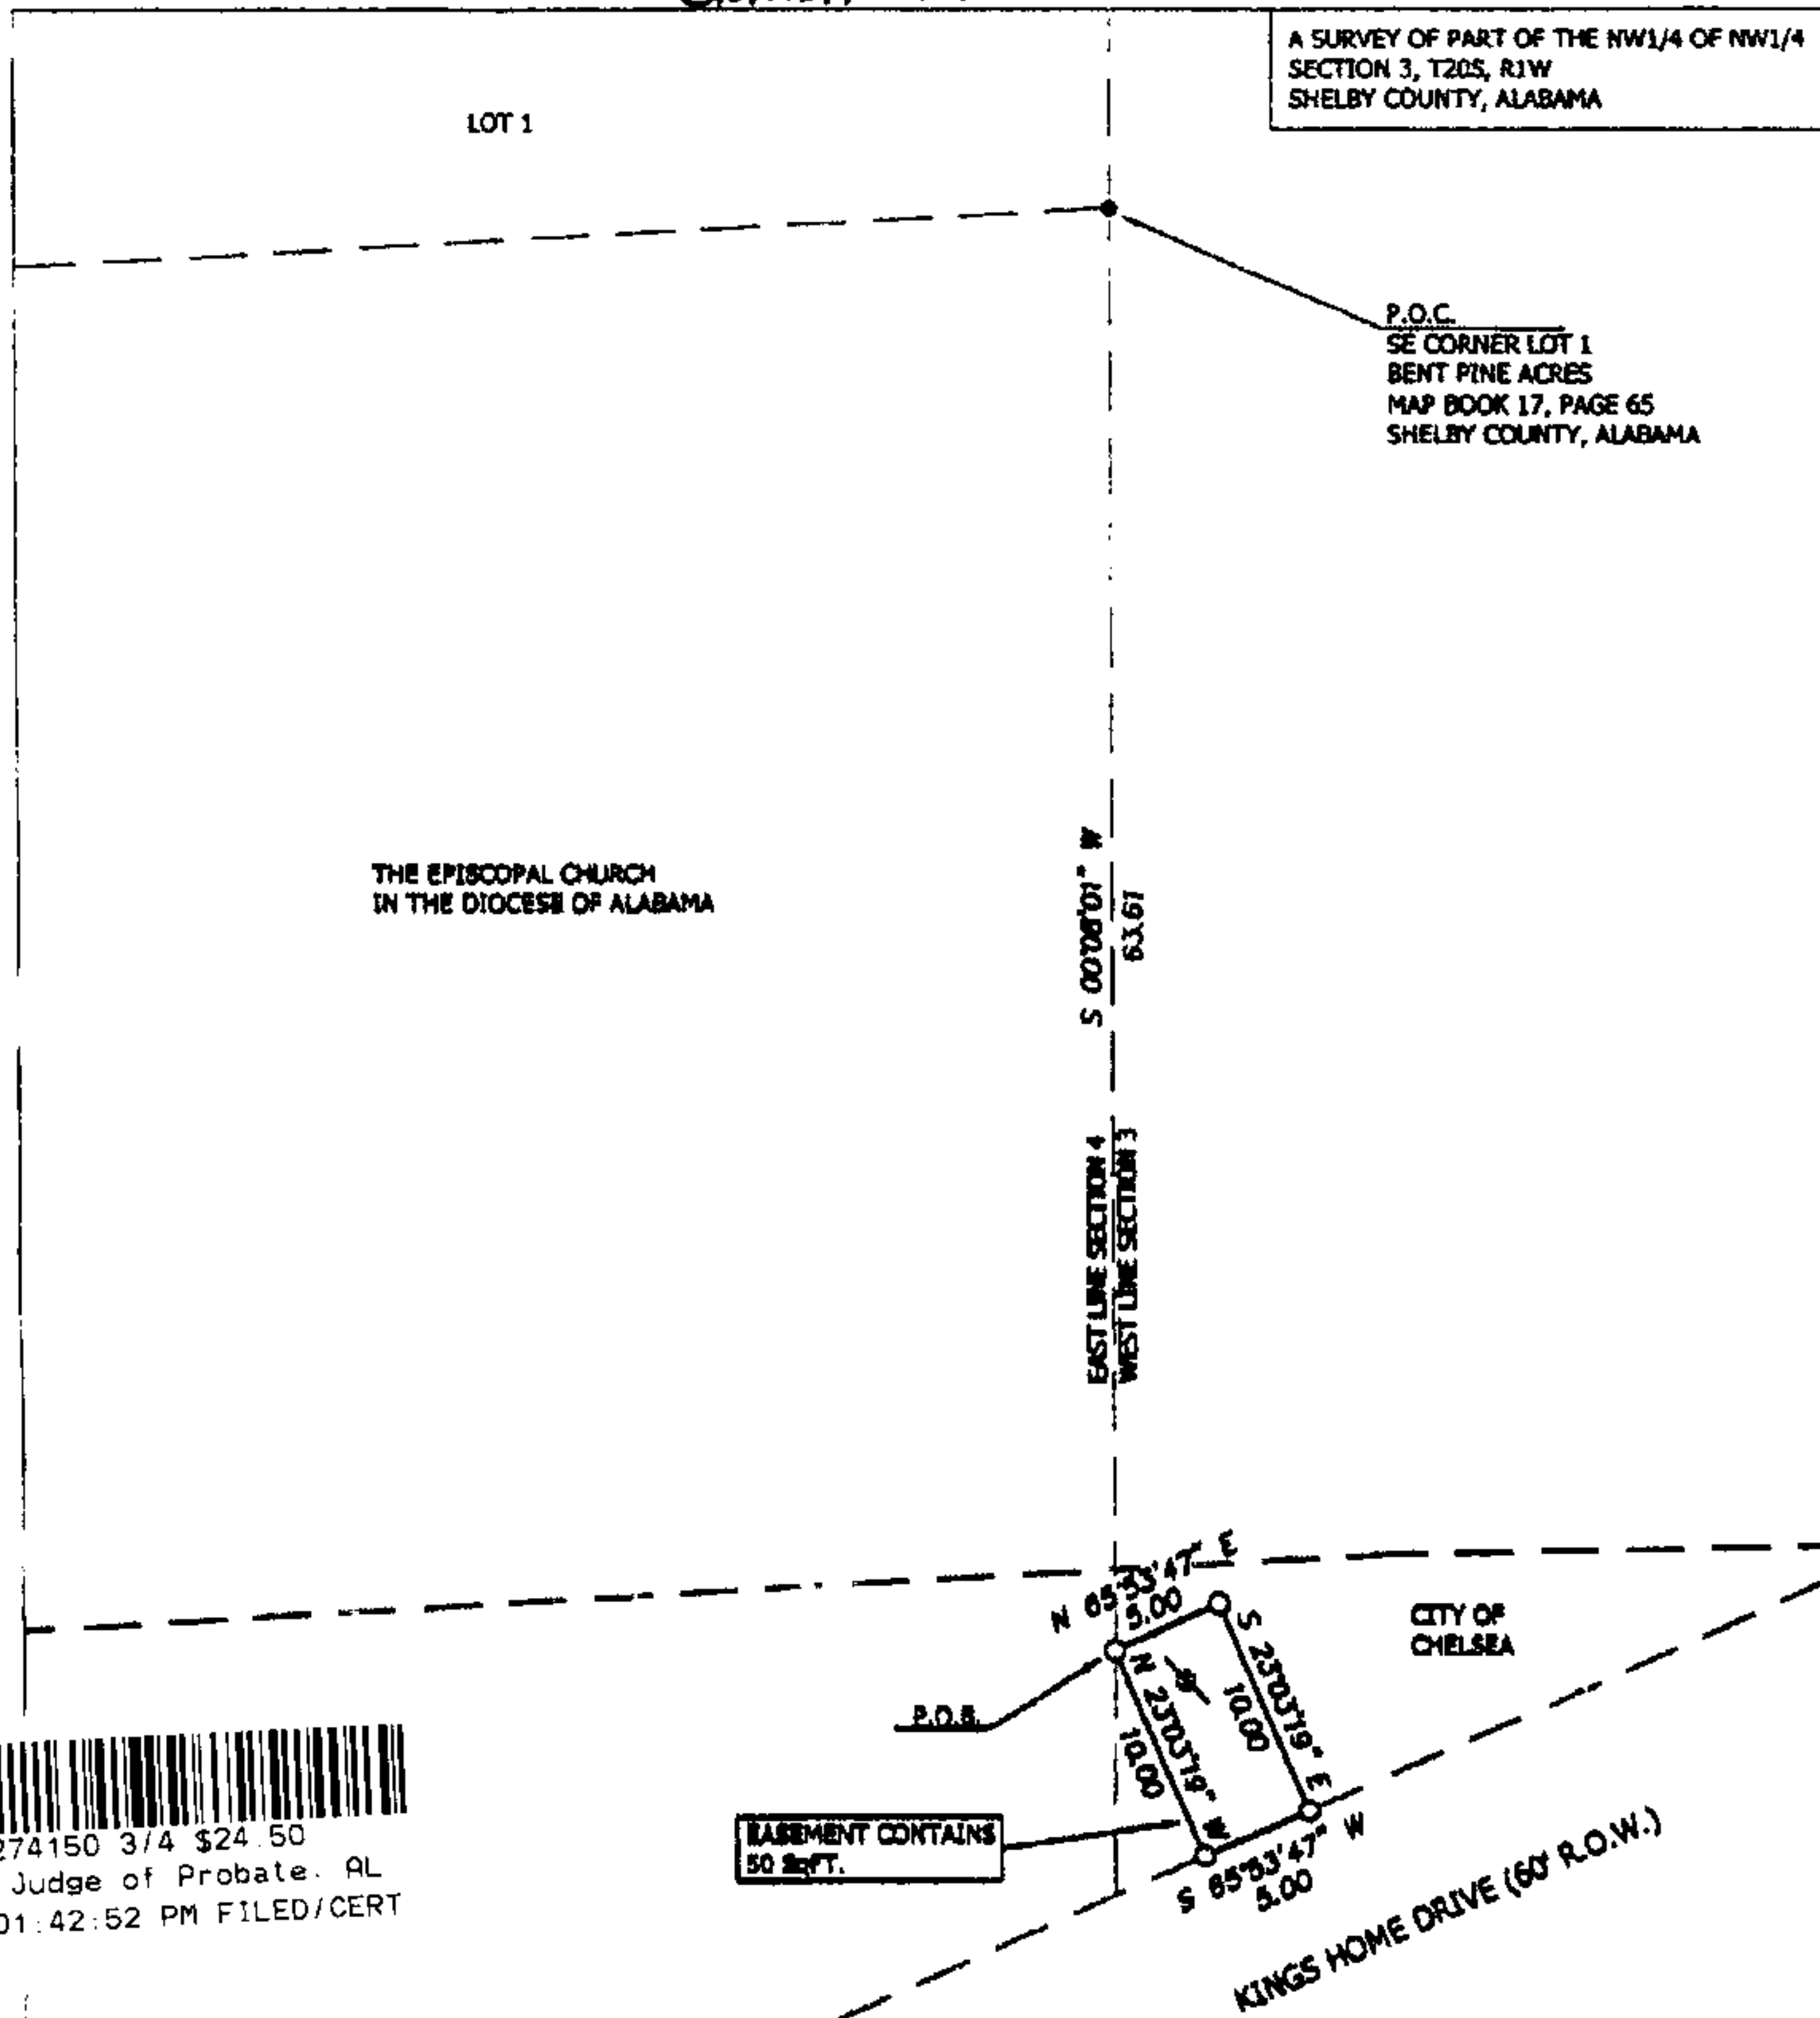 A SURVEY OF PART OF THE NW1/4 OF NW1/4
SECTION 3, T20S, R1W
SHELBY COUNTY, ALABAMA
LOT 1
P.O.C.
SE CORNER LOT 1
BENT PINE ACRES
MAP BOOK 17, PAGE 65
SHELBY COUNTY, ALABAMA
THE EPISCOPAL CHURCH
IN THE DIOCESE OF ALABAMA
S 00°08'01" W
63.61
EAST LINE SECTION 4
WEST LINE SECTION 3
N 65°53'47" E
5.00
S 23°03'19" E
10.00
N 23°03'19" W
10.00
CITY OF
CHELSEA
P.O.B.
EASEMENT CONTAINS
50 SqFT.
S 65°53'47" W
5.00
KINGS HOME DRIVE (60' R.O.W.)
274150 3/4 $24.50
Judge of Probate, AL
01:42:52 PM FILED/CERT